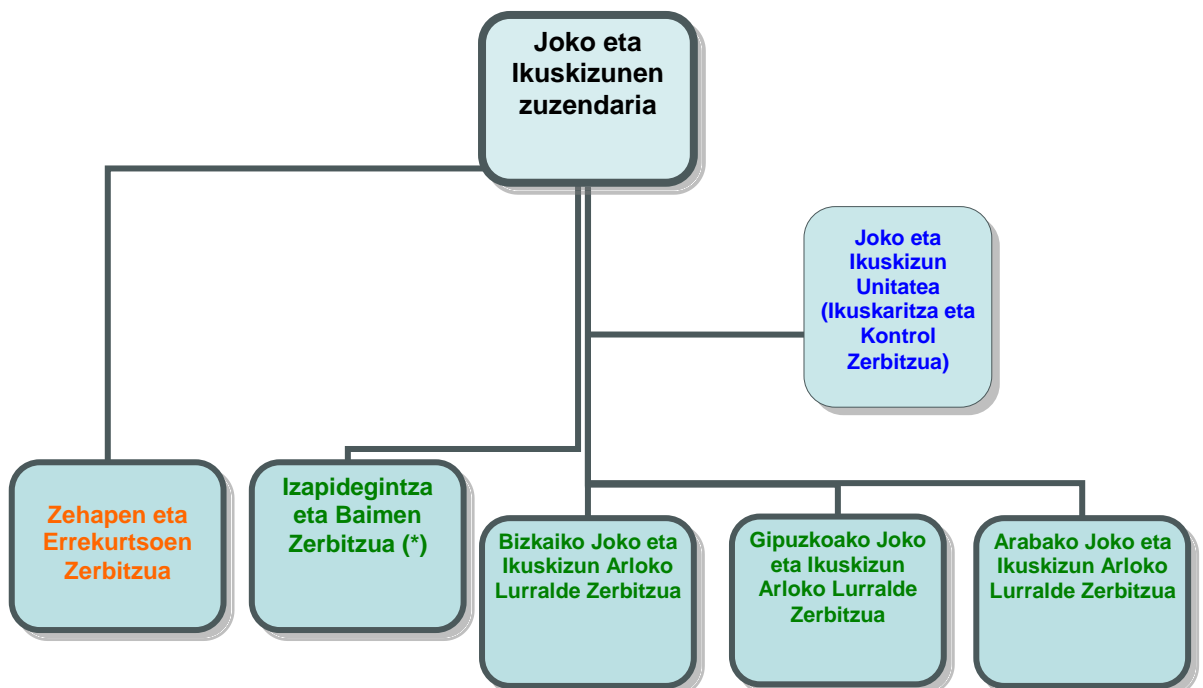 Joko eta
Ikuskizunen
zuzendaria
Joko eta
Ikuskizun
Unitatea
(Ikuskaritza eta
Kontrol
Zerbitzua)
Zehapen eta
Errekurtsoen
Zerbitzua
Izapidegintza
eta Baimen
Zerbitzua (*)
Bizkaiko Joko eta
Ikuskizun Arloko
Lurralde Zerbitzua
Gipuzkoako Joko
eta Ikuskizun
Arloko Lurralde
Zerbitzua
Arabako Joko eta
Ikuskizun Arloko
Lurralde Zerbitzua